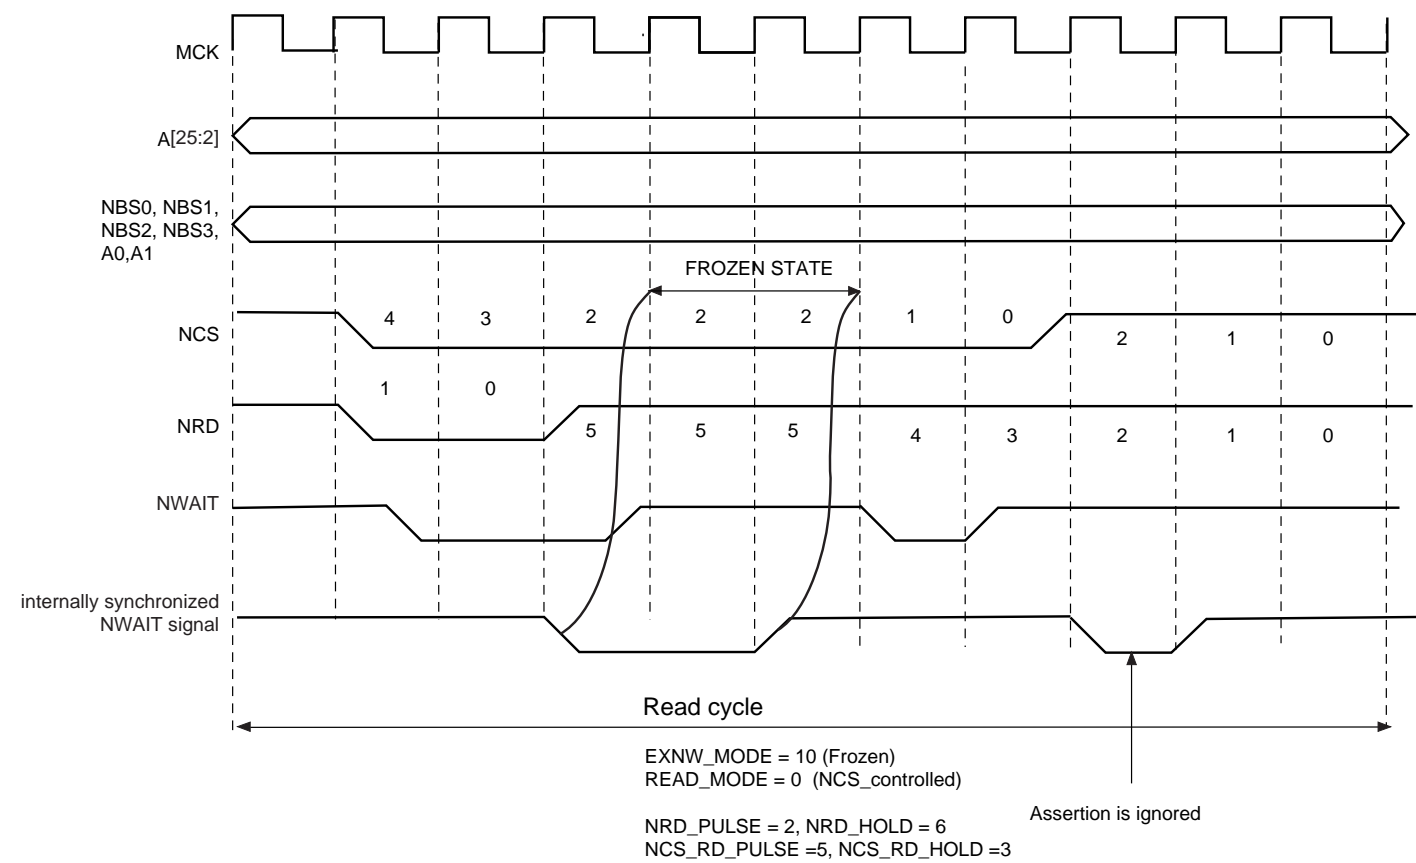 MCK
A[25:2]
NBS0, NBS1,
NBS2, NBS3,
A0,A1
FROZEN STATE
4 3 2 2 2 1 0
NCS
2 1 0
1 0
NRD
5 5 5 4 3 2 1 0
NWAIT
internally synchronized
NWAIT signal
Read cycle
EXNW_MODE = 10 (Frozen)
READ_MODE = 0 (NCS_controlled)
Assertion is ignored
NRD_PULSE = 2, NRD_HOLD = 6
NCS_RD_PULSE =5, NCS_RD_HOLD =3